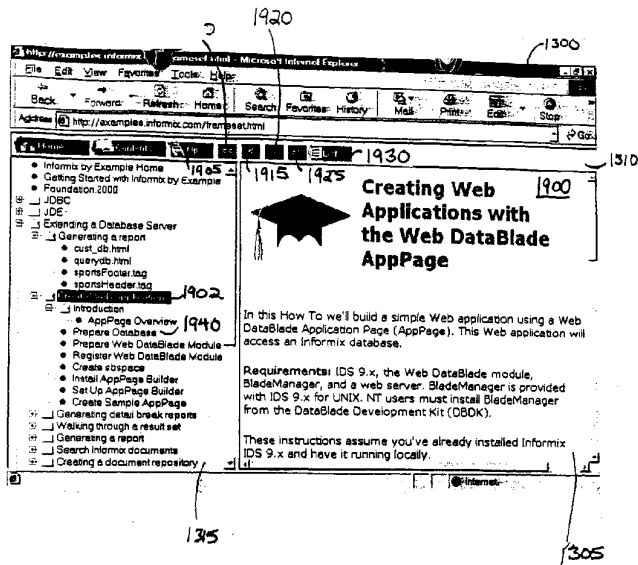 1920
1300
http://examples.informix ameset.html - Microsoft Internet Explorer
File Edit View Favorites Tools Help
Back Forward Refresh Home Search Favorites History Mail Print Edit Stop
Address http://examples.informix.com/frameset.html Go
Home Contents 1930
1310
1905 1915 1925
1900
Informix by Example Home
Getting Started with Informix by Example
Foundation.2000
JDBC
JDE
Extending a Database Server
Generating a report
cust_db.html
querydb.html
sportsFooter.tag
sportsHeader.tag
1902
Introduction
AppPage Overview
1940
Prepare Database
Prepare Web DataBlade Module
Register Web DataBlade Module
Create sbspace
Install AppPage Builder
Set Up AppPage Builder
Create Sample AppPage
Generating detail break reports
Walking through a result set
Generating a report
Search Informix documents
Creating a document repository
Creating Web
Applications with
the Web DataBlade
AppPage
In this How To we'll build a simple Web application using a Web
DataBlade Application Page (AppPage). This Web application will
access an Informix database.
Requirements: IDS 9.x, the Web DataBlade module,
BladeManager, and a web server. BladeManager is provided
with IDS 9.x for UNIX. NT users must install BladeManager
from the DataBlade Development Kit (DBDK).
These instructions assume you've already installed Informix
IDS 9.x and have it running locally.
Internet
1315
1305